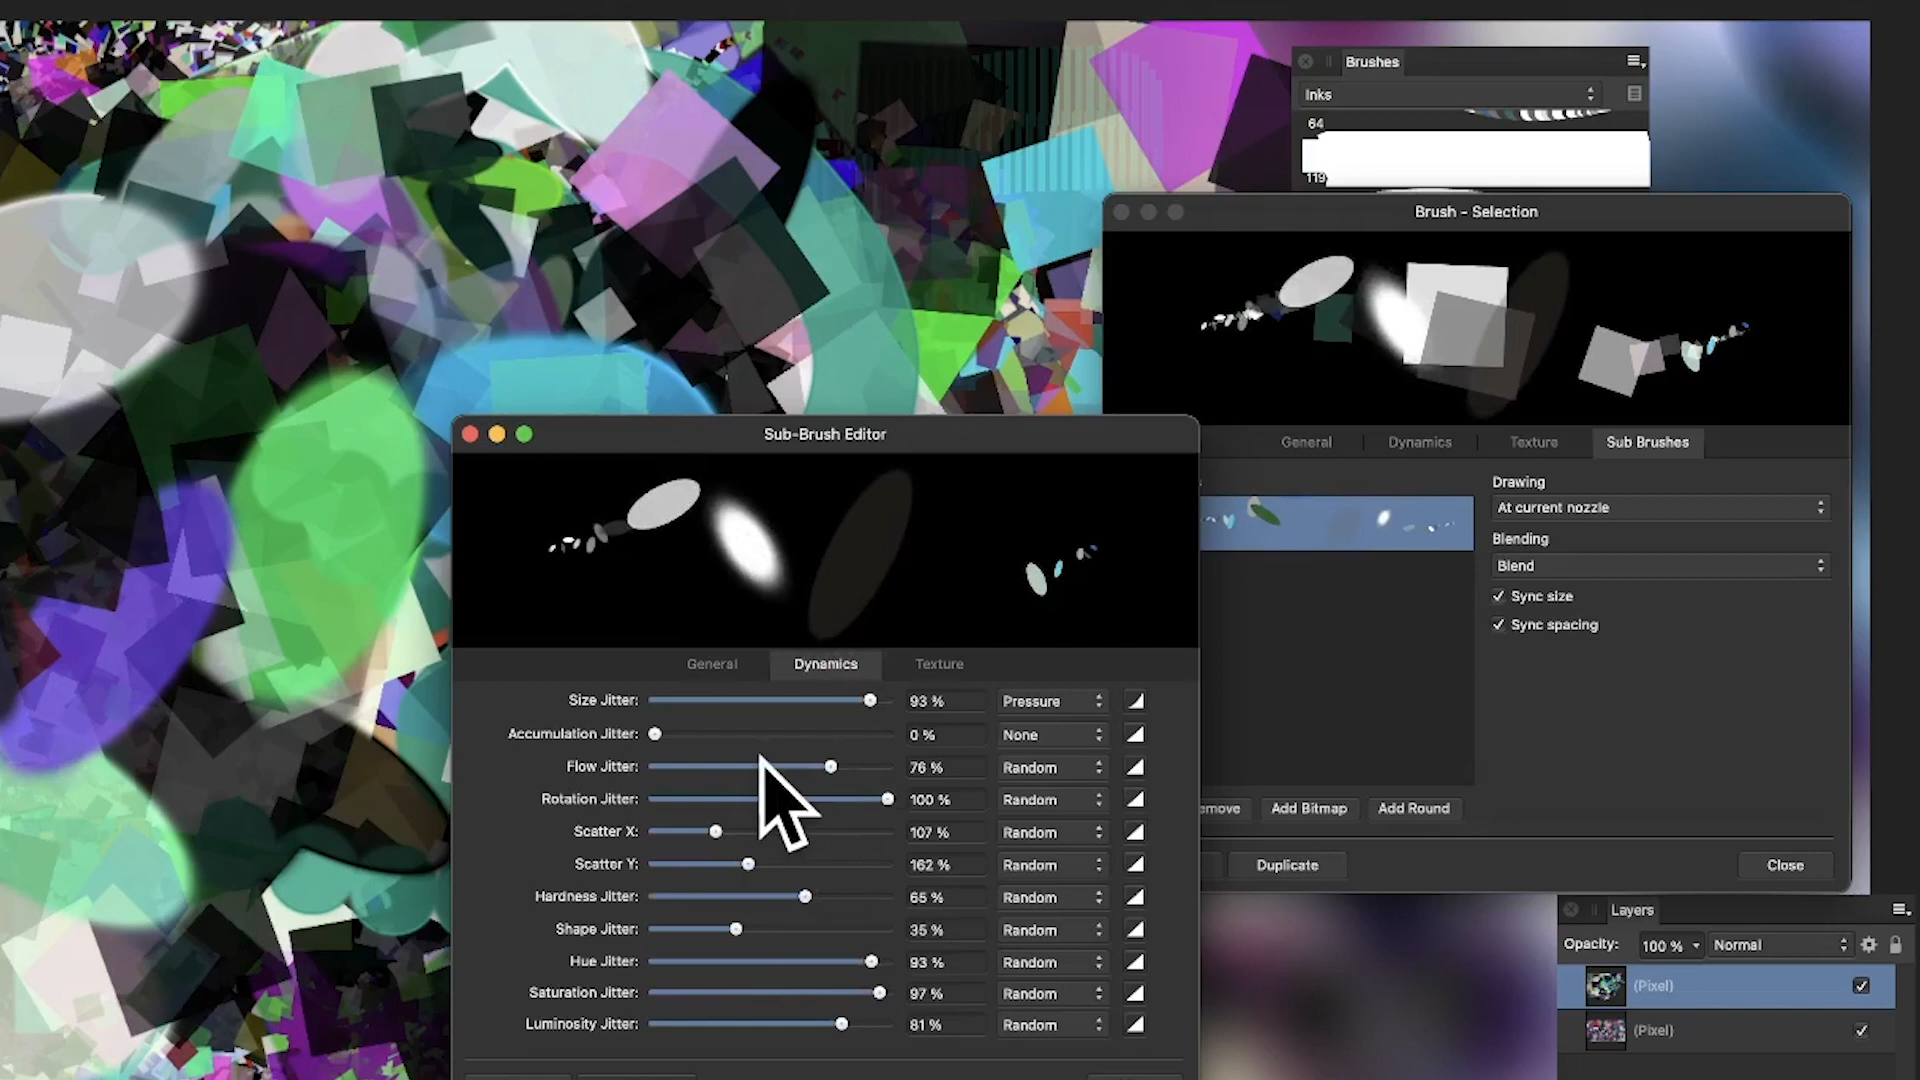 Brushes
Inks
64
119
Brush - Selection
General Dynamics Texture Sub Brushes
Drawing
At current nozzle
Blending
Blend
Sync size
Sync spacing
Add Bitmap Add Round
Duplicate Close
Sub-Brush Editor
General Dynamics Texture
Size Jitter: 93 % Pressure
Accumulation Jitter: 0 % None
Flow Jitter: 76 % Random
Rotation Jitter: 100 % Random
Scatter X: 107 % Random
Scatter Y: 162 % Random
Hardness Jitter: 65 % Random
Shape Jitter: 35 % Random
Hue Jitter: 93 % Random
Saturation Jitter: 97 % Random
Luminosity Jitter: 81 % Random
Layers
Opacity: 100 % Normal
(Pixel)
(Pixel)